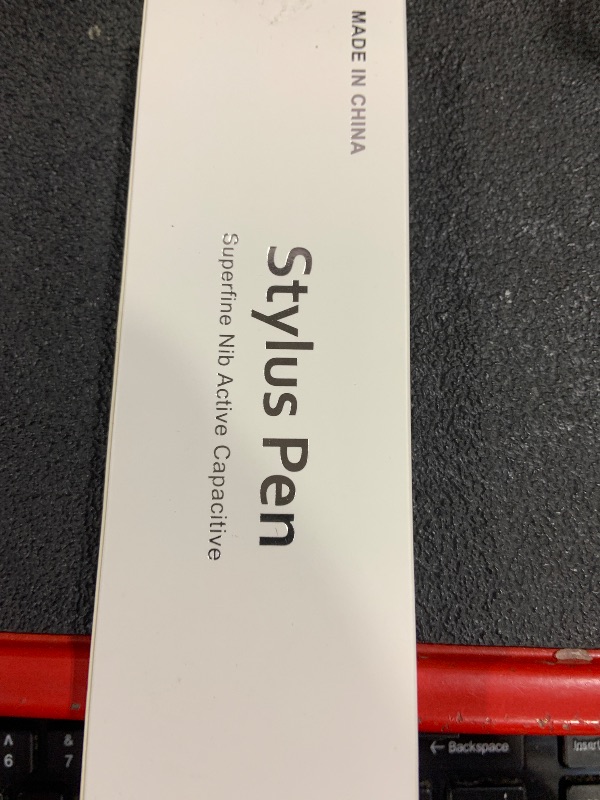 MADE IN CHINA
Stylus Pen
Superfine Nib Active Capacitive
^
6
&
7
← Backspace
Insert